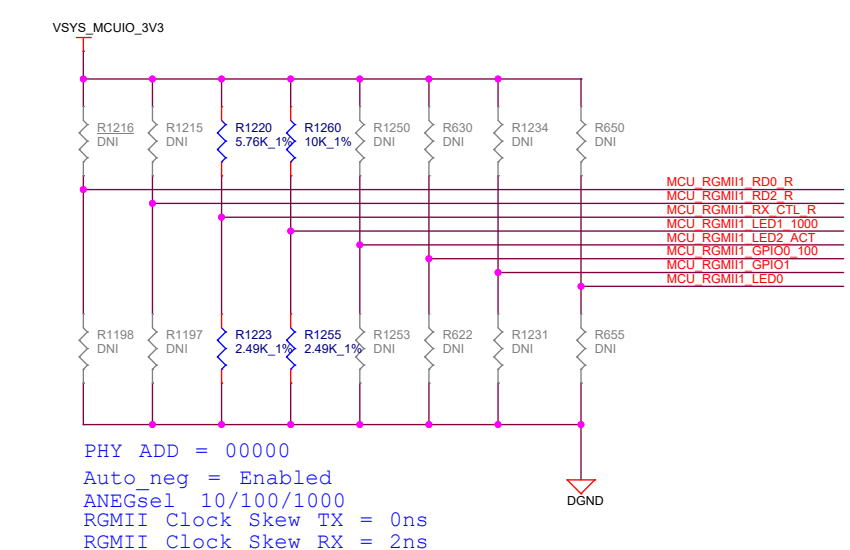 VSYS_MCUIO_3V3
R1216 R1215 R1220 R1260 R1250 R630 R1234 R650
DNI DNI 5.76K_1% 10K_1% DNI DNI DNI DNI
MCU_RGMII1_RD0_R
MCU_RGMII1_RD2_R
MCU_RGMII1_RX_CTL_R
MCU_RGMII1_LED1_1000
MCU_RGMII1_LED2_ACT
MCU_RGMII1_GPIO0_100
MCU_RGMII1_GPIO1
MCU_RGMII1_LED0
R1198 R1197 R1223 R1255 R1253 R622 R1231 R655
DNI DNI 2.49K_1% 2.49K_1% DNI DNI DNI DNI
PHY ADD = 00000
Auto_neg = Enabled
ANEGsel 10/100/1000
RGMII Clock Skew TX = 0ns
RGMII Clock Skew RX = 2ns
DGND